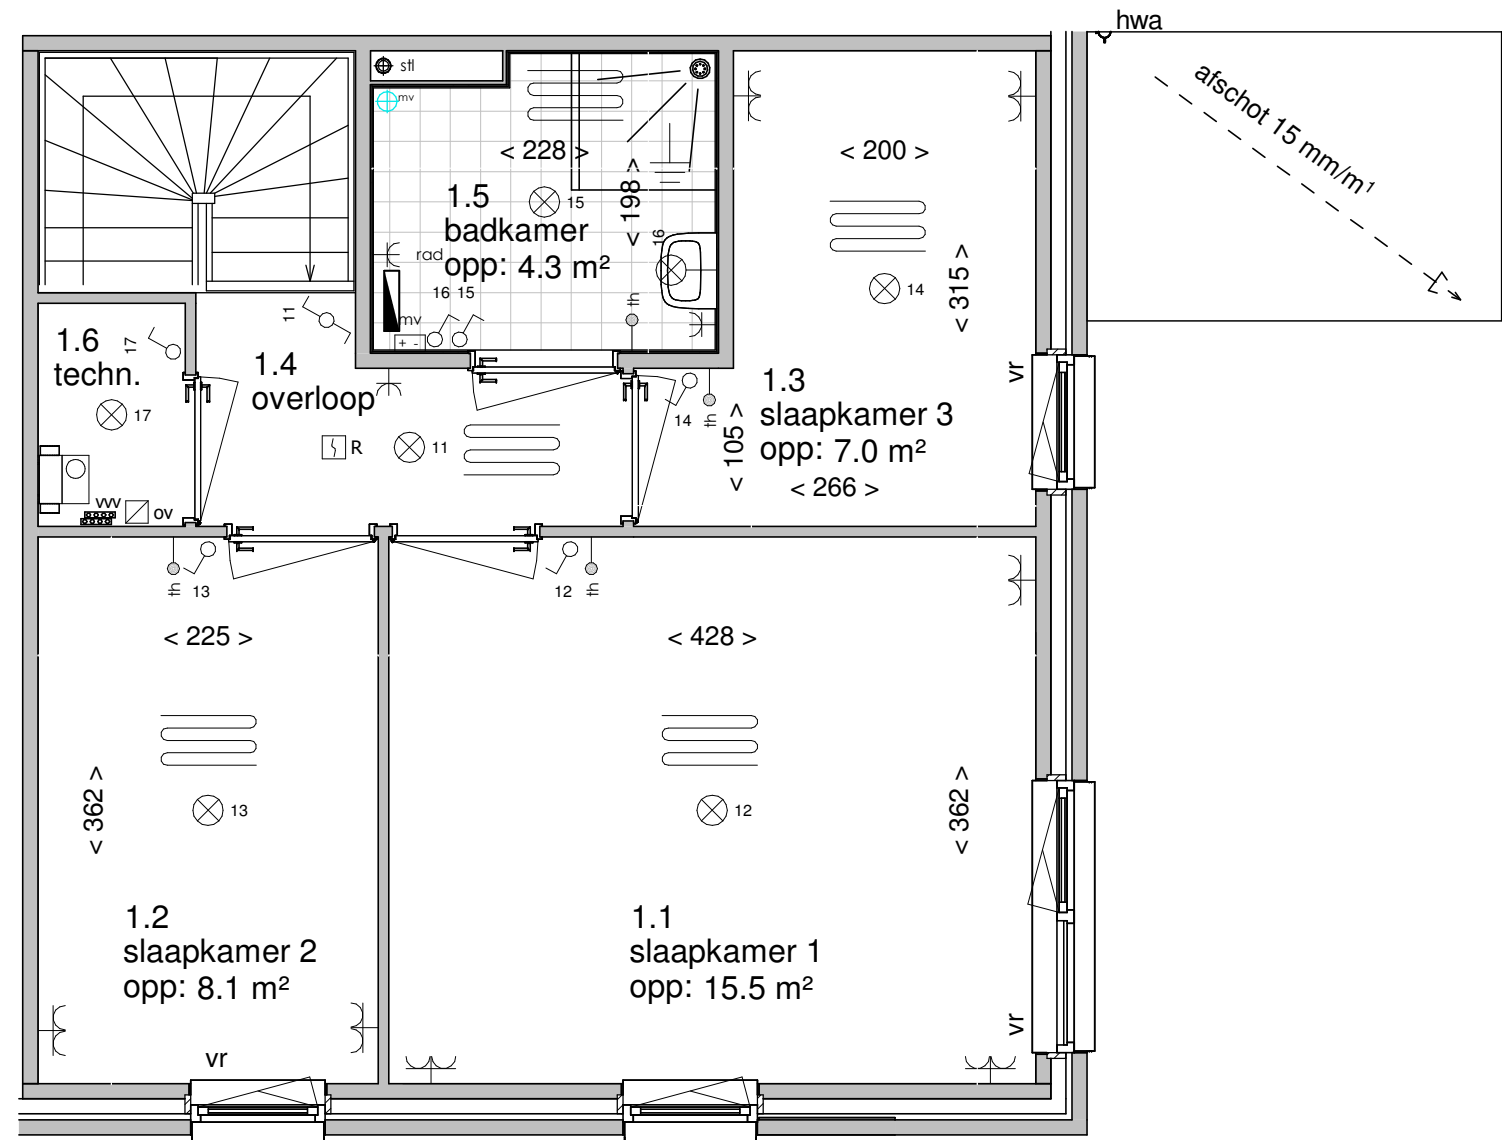 hwa
afschot 15 mm/m¹
stl
mv
< 228 >
< 198 >
1.5
badkamer
opp: 4.3 m²
15
16
rad
16 15
mv
+ -
th
< 200 >
< 315 >
14
vr
11
1.6
techn.
17
17
1.4
overloop
R
11
vvv
ov
14
th
< 105 >
1.3
slaapkamer 3
opp: 7.0 m²
< 266 >
th
13
12
th
< 225 >
< 428 >
< 362 >
13
12
< 362 >
1.2
slaapkamer 2
opp: 8.1 m²
1.1
slaapkamer 1
opp: 15.5 m²
vr
vr